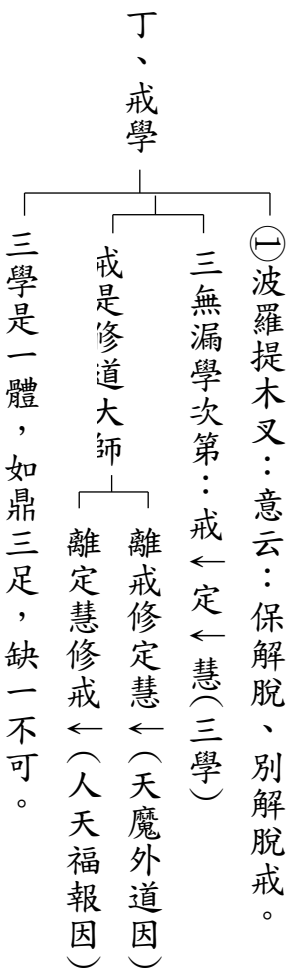 丁、戒學
㊀波羅提木叉：意云：保解脫、別解脫戒。
三無漏學次第：戒←定←慧（三學）
戒是修道大師
離戒修定慧←（天魔外道因）
離定慧修戒←（人天福報因）
三學是一體，如鼎三足，缺一不可。